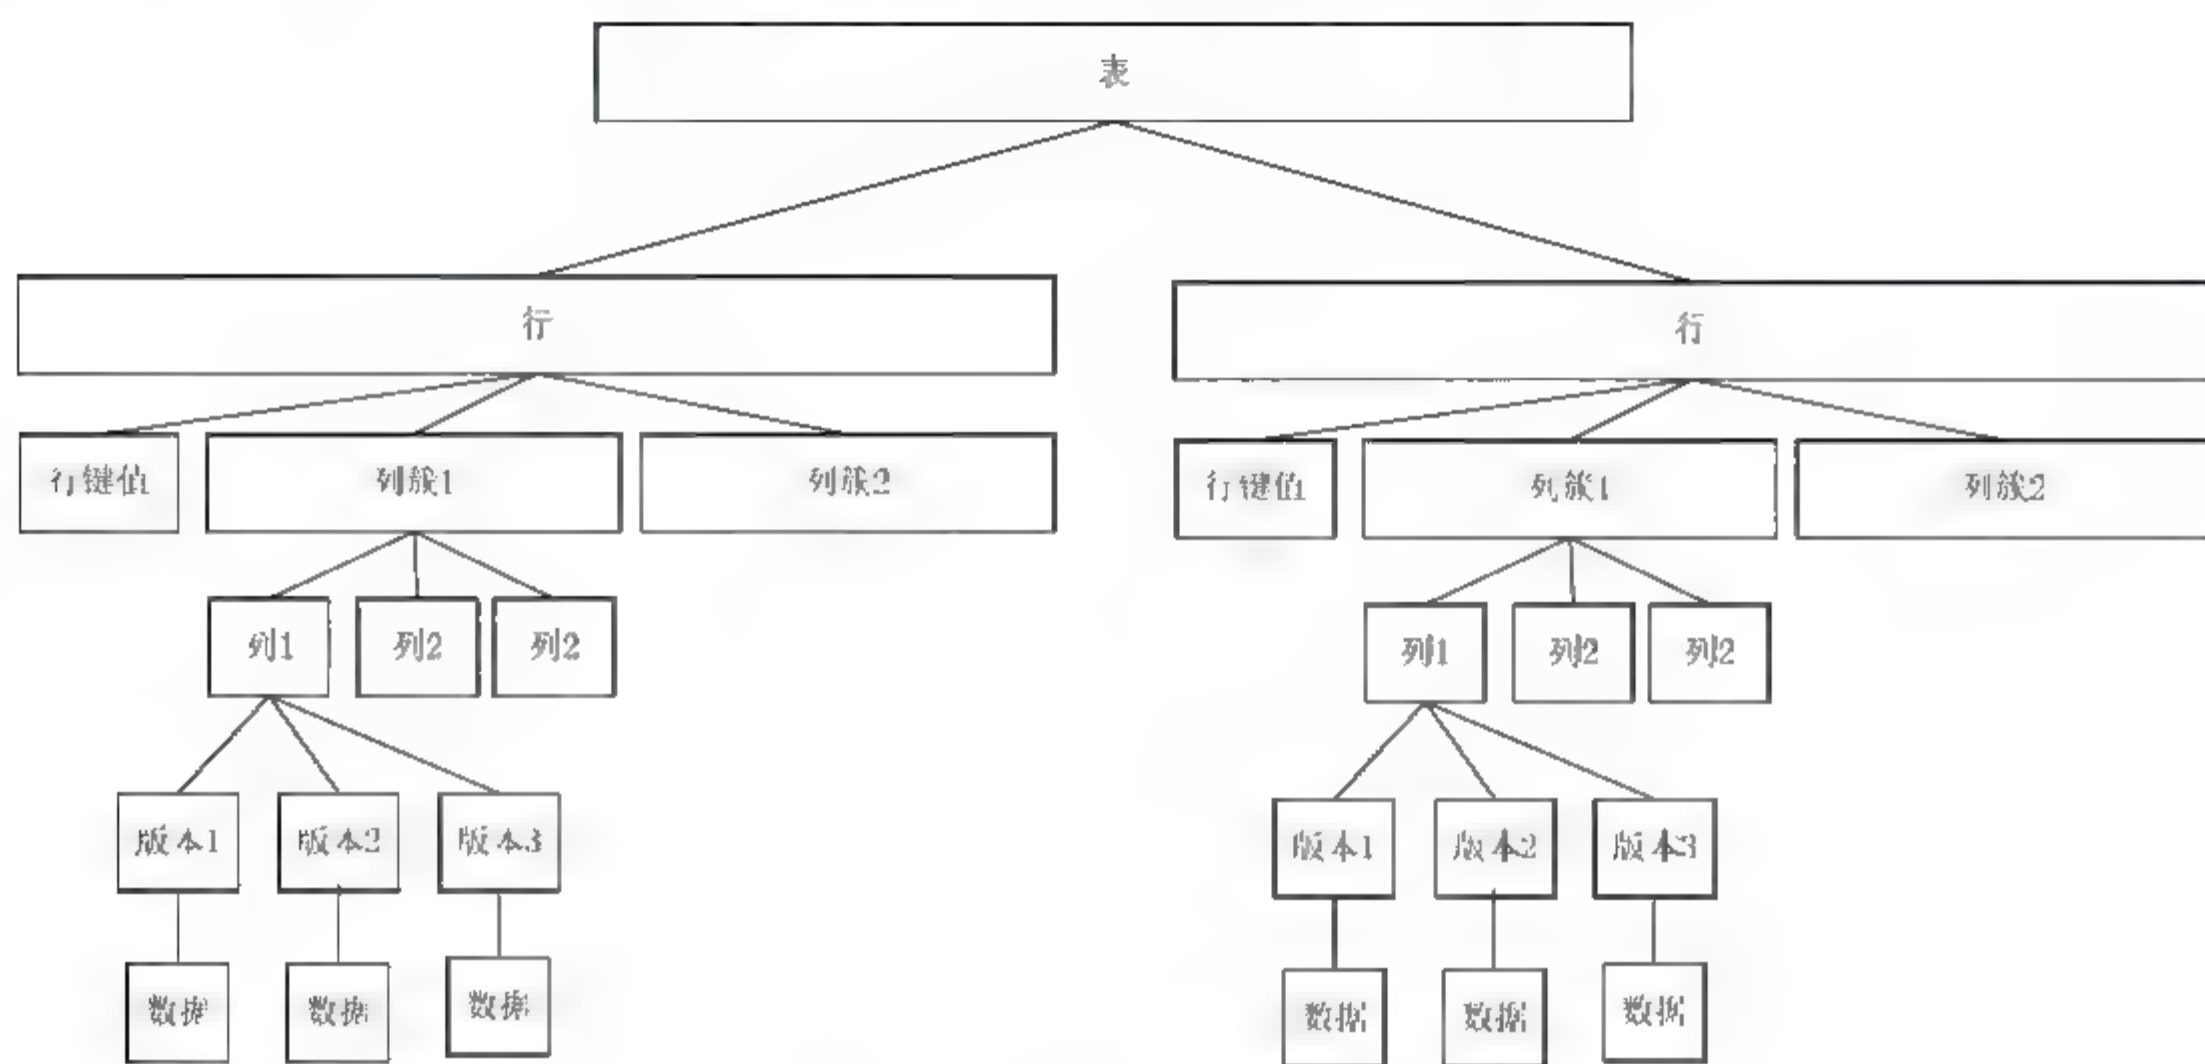 表
行
行
行键值
列簇1
列簇2
行键值
列簇1
列簇2
列1
列2
列2
列1
列2
列2
版本1
版本2
版本3
版本1
版本2
版本3
数据
数据
数据
数据
数据
数据